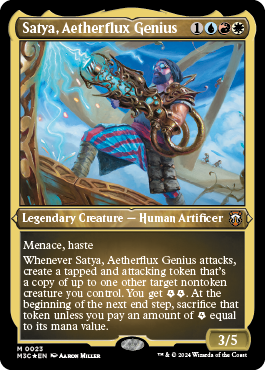 Satya, Aetherflux Genius 1
Legendary Creature — Human Artificer
Menace, haste
Whenever Satya, Aetherflux Genius attacks,
create a tapped and attacking token that's
a copy of up to one other target nontoken
creature you control. You get
At the
beginning of the next end step, sacrifice that
token unless you pay an amount of equal
to its mana value.
3/5
M 0023
M3C EN AARON MILLER
™ & © 2024 Wizards of the Coast